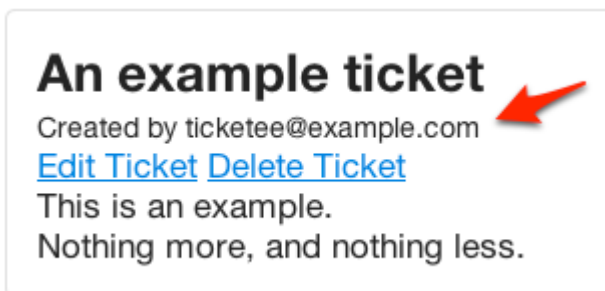 An example ticket
Created by ticketee@example.com
Edit Ticket Delete Ticket
This is an example.
Nothing more, and nothing less.